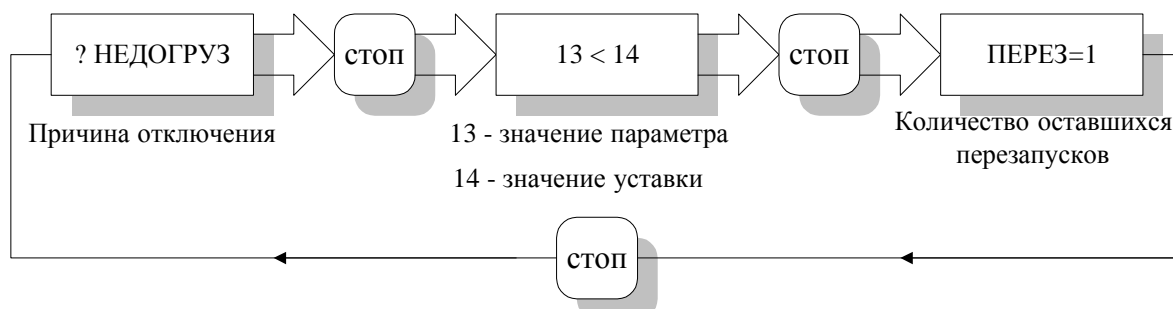 ? НЕДОГРУЗ
стоп
13 < 14
стоп
ПЕРЕЗ=1
Причина отключения
13 - значение параметра
14 - значение уставки
Количество оставшихся
перезапусков
стоп